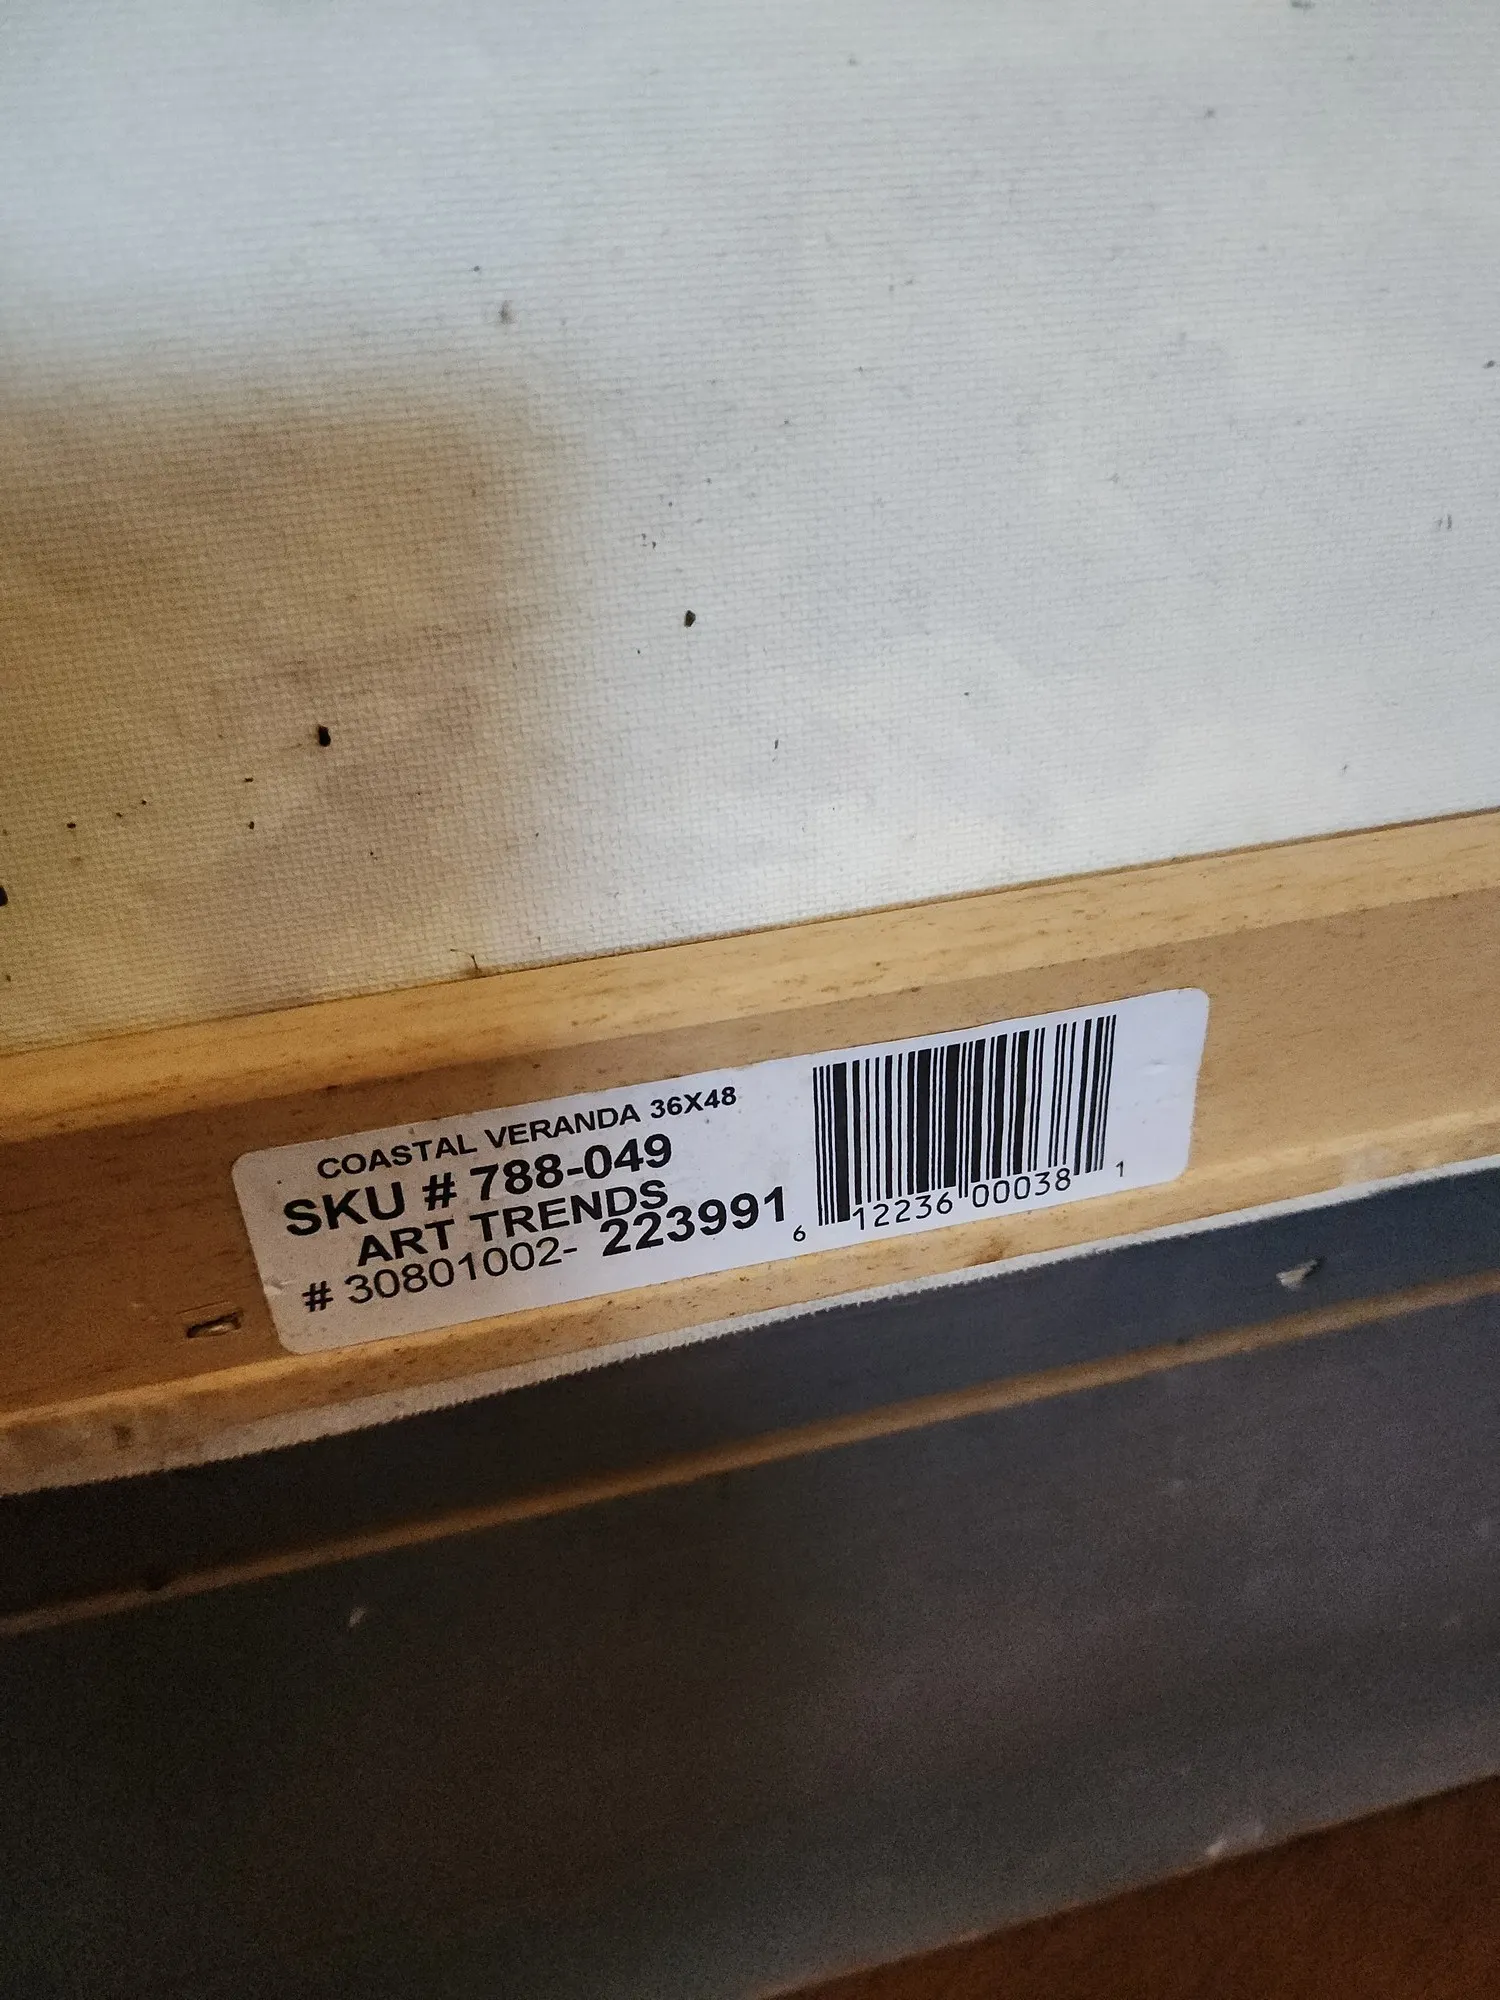 COASTAL VERANDA 36X48
SKU # 788-049
ART TRENDS
# 30801002- 223991
6 12236 00038 1